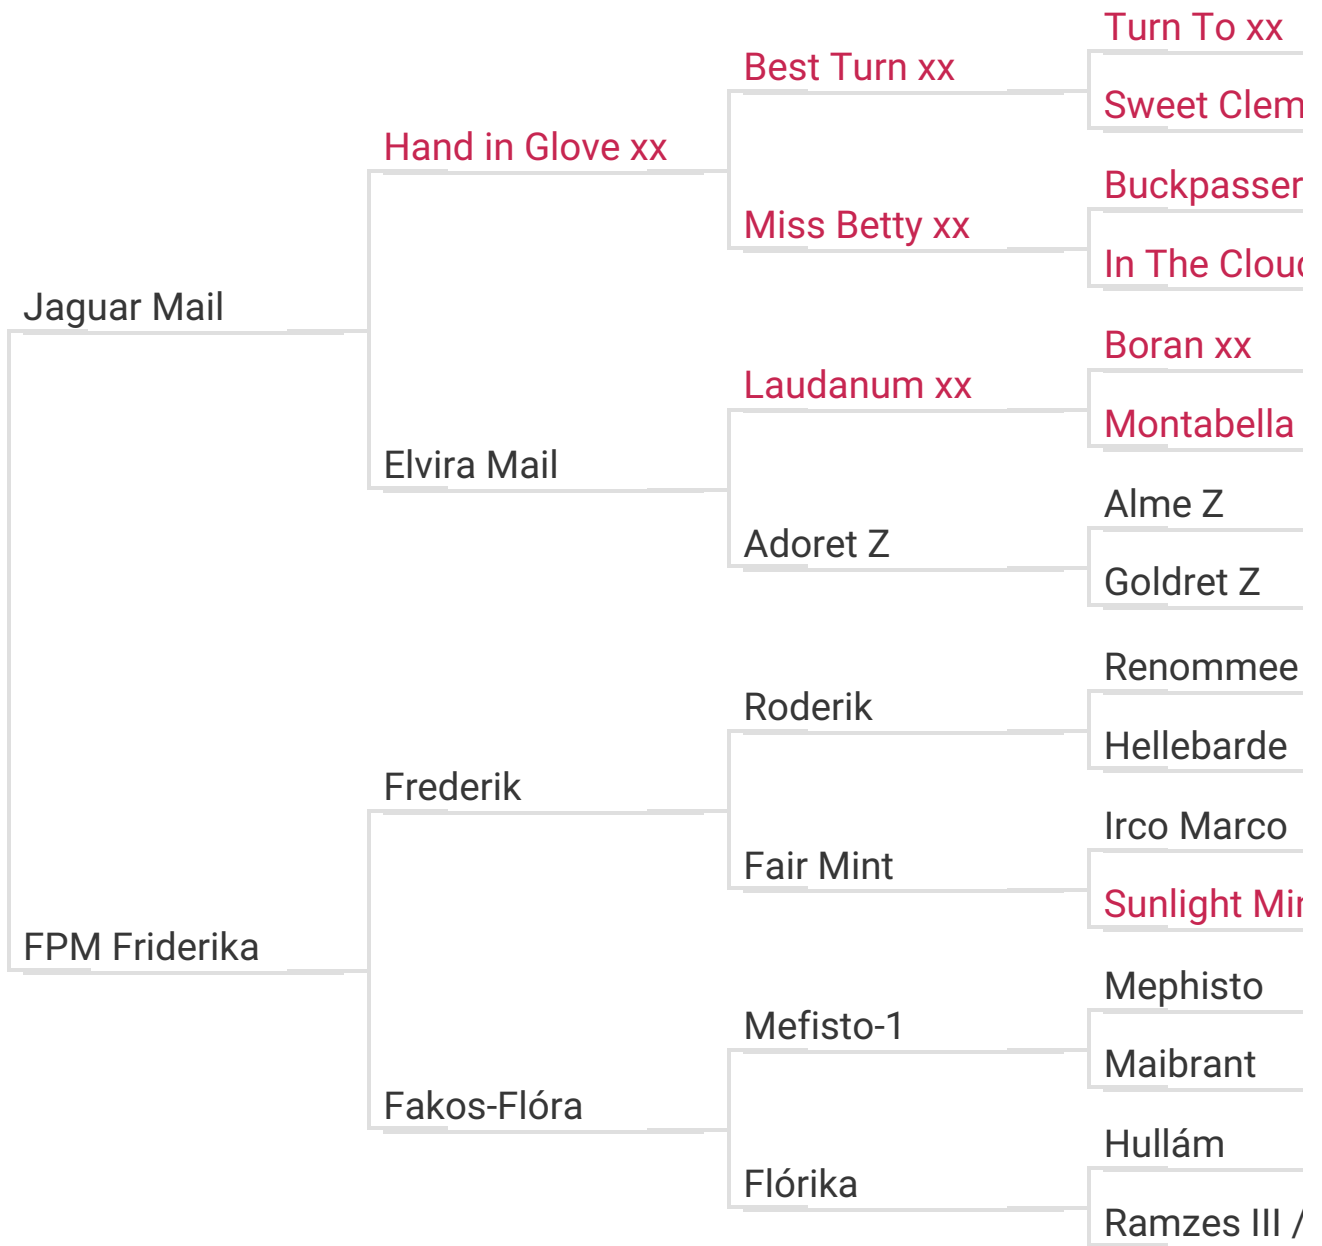 Turn To xx
Best Turn xx
Sweet Clem
Hand in Glove xx
Buckpasser
Miss Betty xx
In The Cloud
Jaguar Mail
Boran xx
Laudanum xx
Montabella
Elvira Mail
Alme Z
Adoret Z
Goldret Z
Renommee
Roderik
Hellebarde
Frederik
Irco Marco
Fair Mint
Sunlight
FPM Friderika
Mephisto
Mefisto-1
Maibrant
Fakos-Flóra
Hullám
Flórika
Ramzes III /